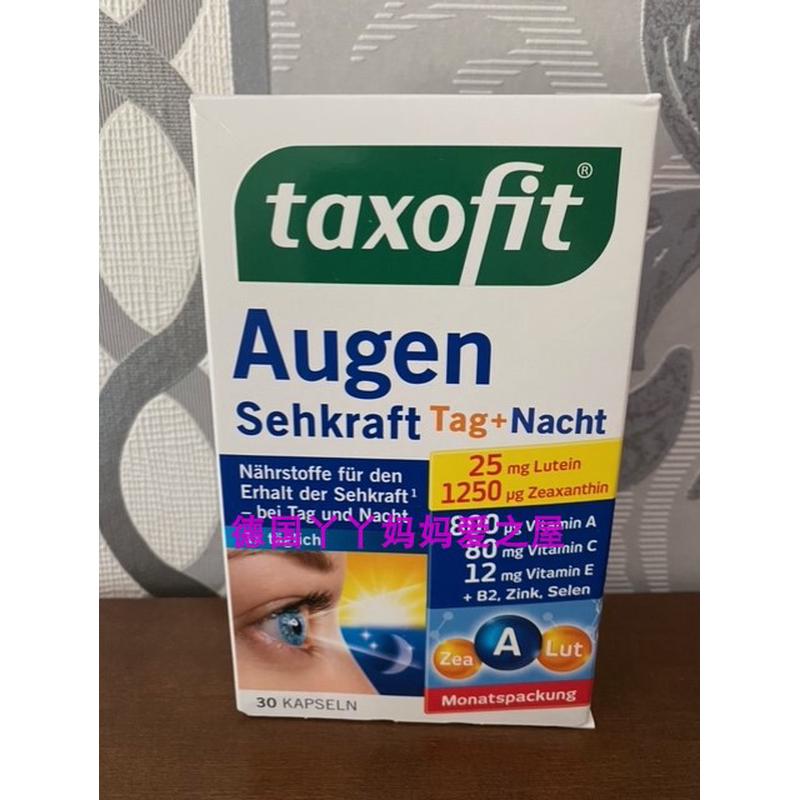 taxofit®
Augen
Sehkraft Tag+Nacht
25 mg Lutein
1250 µg Zeaxanthin
Nährstoffe für den
Erhalt der Sehkraft¹
– bei Tag und Nacht
µg Vitamin A
80 mg Vitamin C
12 mg Vitamin E
+ B2, Zink, Selen
德国丫丫妈妈爱之屋
täglich
Zea A Lut
Monatspackung
30 KAPSELN